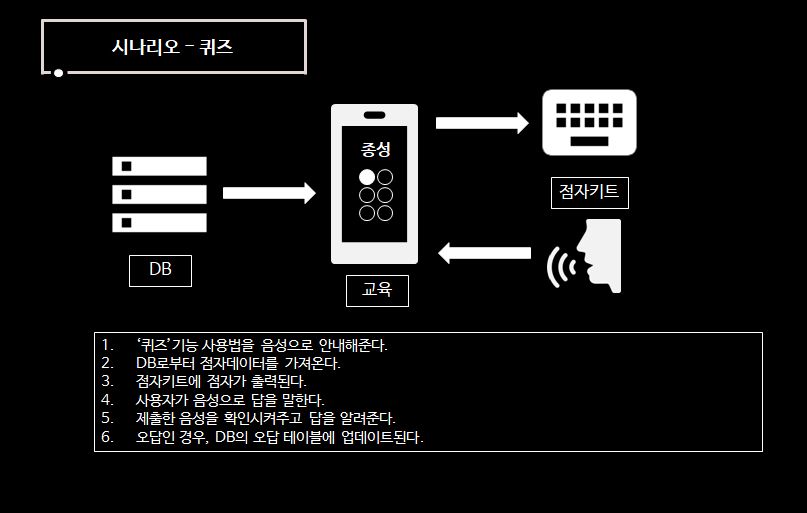 시나리오 - 퀴즈
종성
점자키트
DB
교육
1. ‘퀴즈’기능 사용법을 음성으로 안내해준다.
2. DB로부터 점자데이터를 가져온다.
3. 점자키트에 점자가 출력된다.
4. 사용자가 음성으로 답을 말한다.
5. 제출한 음성을 확인시켜주고 답을 알려준다.
6. 오답인 경우, DB의 오답 테이블에 업데이트된다.